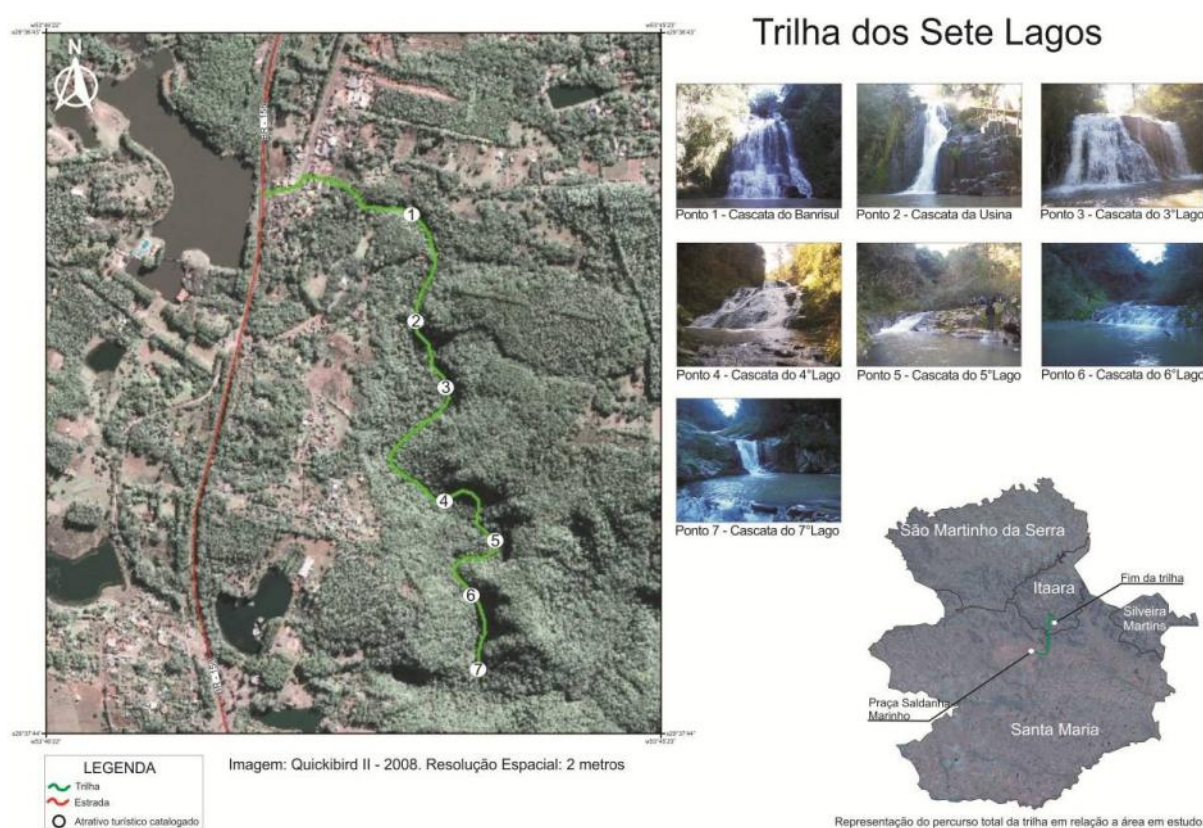 Trilha dos Sete Lagos
N
BR - 158
BR - 158
1
2
3
4
5
6
7
Ponto 1 - Cascata do Banrisul
Ponto 2 - Cascata da Usina
Ponto 3 - Cascata do 3°Lago
Ponto 4 - Cascata do 4°Lago
Ponto 5 - Cascata do 5°Lago
Ponto 6 - Cascata do 6°Lago
Ponto 7 - Cascata do 7°Lago
São Martinho da Serra
Itaara
Fim da trilha
Silveira
Martins
Praça Saldanha
Marinho
Santa Maria
LEGENDA
Trilha
Estrada
Atrativo turístico catalogado
Imagem: Quickibird II - 2008. Resolução Espacial: 2 metros
Representação do percurso total da trilha em relação a área em estudo